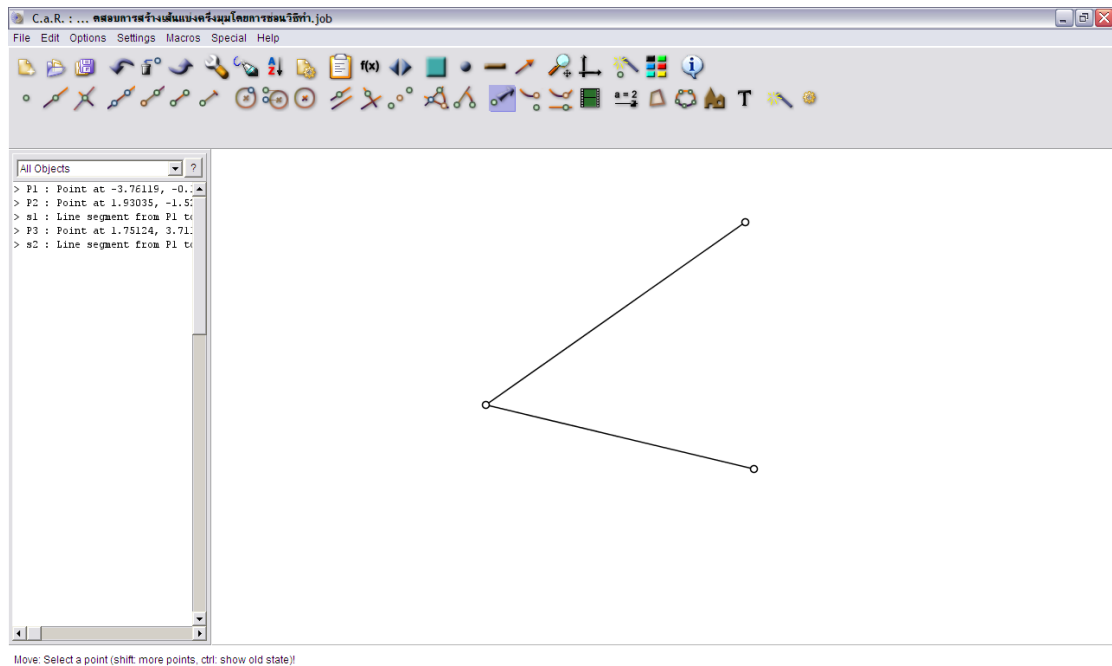 C.a.R. : ... ดสอบการสร้างเส้นแบ่งครึ่งมุมโดยการซ่อนวิธีทำ.job
File Edit Options Settings Macros Special Help
f(x)
a = 2 T
All Objects ?
> P1 : Point at -3.76119, -0.
> P2 : Point at 1.93035, -1.5
> s1 : Line segment from P1 to
> P3 : Point at 1.75124, 3.71
> s2 : Line segment from P1 to
Move: Select a point (shift: more points, ctrl: show old state)!